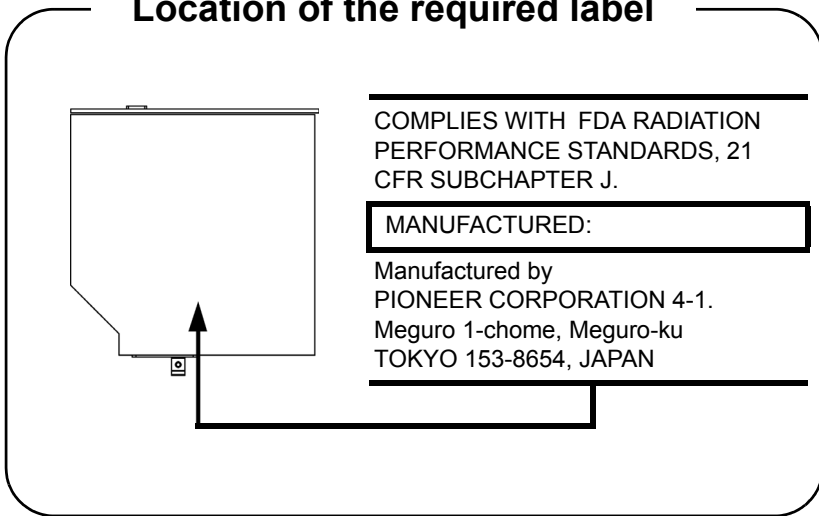 Location of the required label
COMPLIES WITH FDA RADIATION
PERFORMANCE STANDARDS, 21
CFR SUBCHAPTER J.
MANUFACTURED:
Manufactured by
PIONEER CORPORATION 4-1.
Meguro 1-chome, Meguro-ku
TOKYO 153-8654, JAPAN